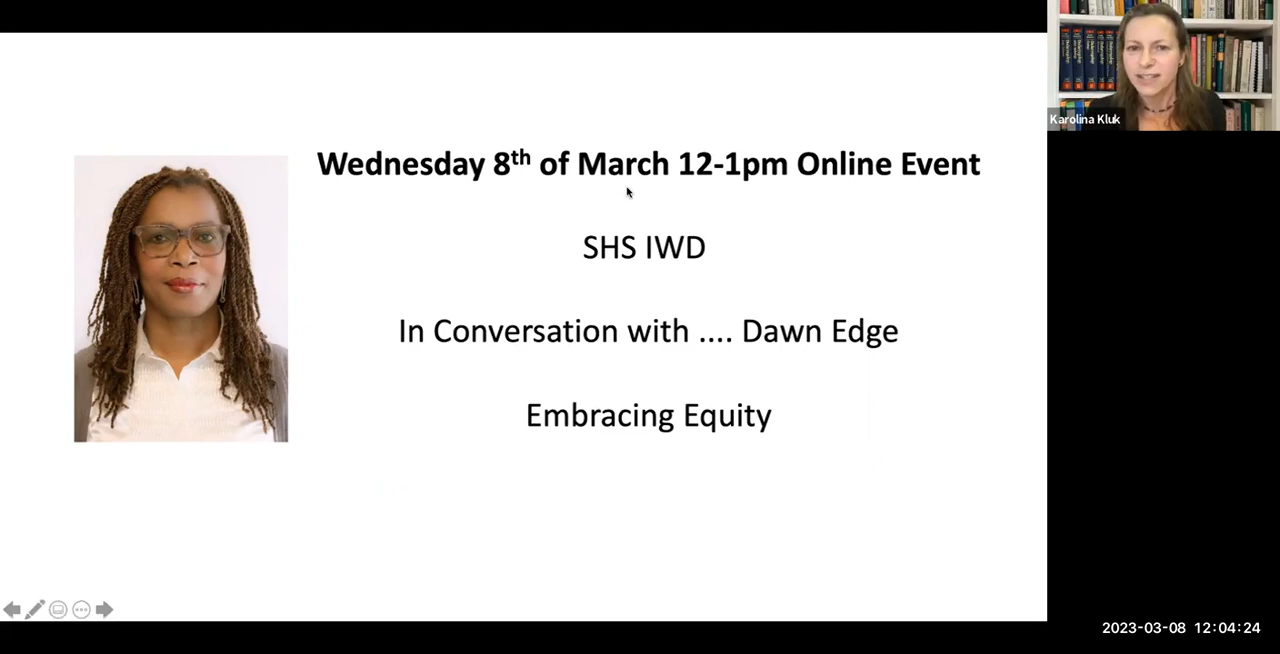 Wednesday 8th of March 12-1pm Online Event
SHS IWD
In Conversation with .... Dawn Edge
Embracing Equity
Karolina Kluk
2023-03-08 12:04:24